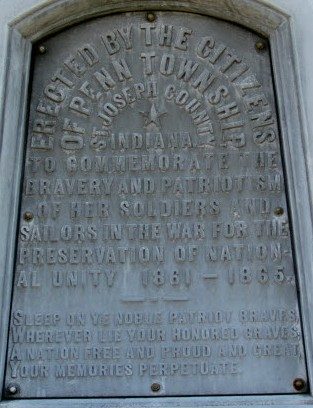 ERECTED BY THE CITIZENS
OF PENN TOWNSHIP
ST. JOSEPH COUNTY
INDIANA
TO COMMEMORATE THE
BRAVERY AND PATRIOTISM
OF HER SOLDIERS AND
SAILORS IN THE WAR FOR THE
PRESERVATION OF NATION-
AL UNITY 1861-1865.
SLEEP ON YE NOBLE PATRIOT BRAVES,
WHEREVER LIE YOUR HONORED GRAVES,
A NATION FREE AND PROUD AND GREAT,
YOUR MEMORIES PERPETUATE.